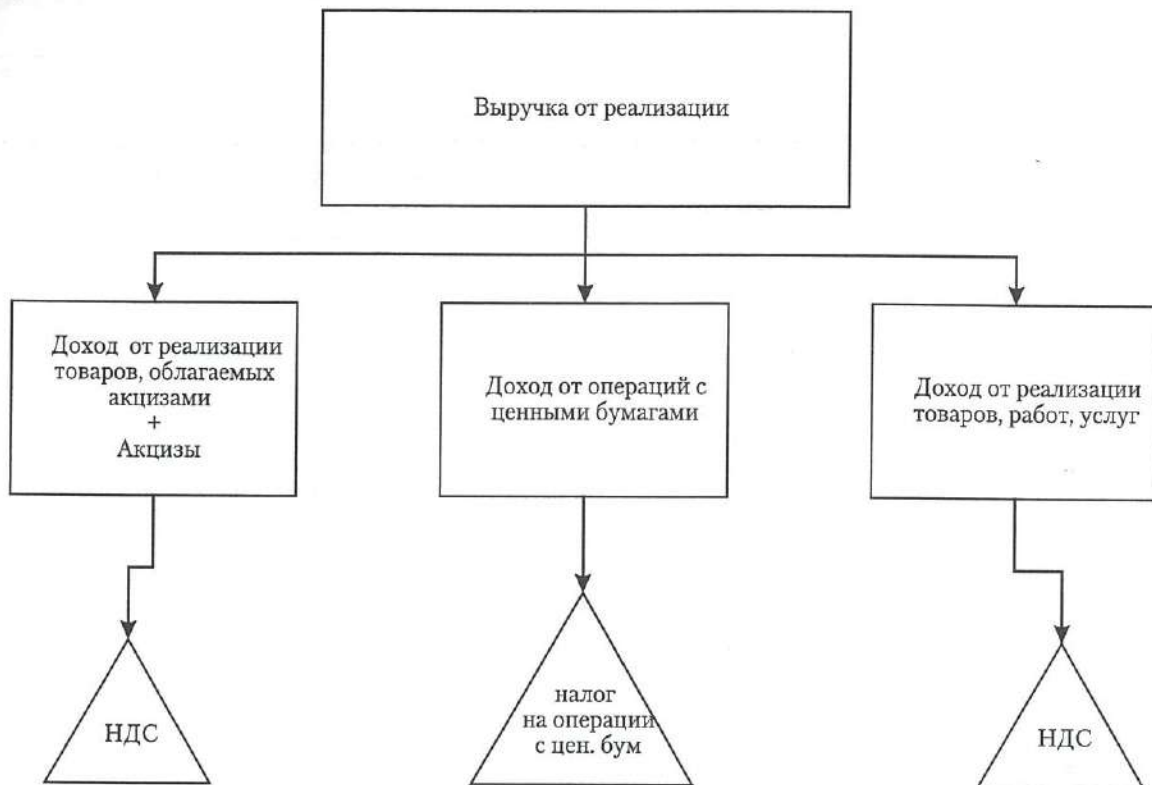 Выручка от реализации
Доход от реализации
товаров, облагаемых
акцизами
+
Акцизы
Доход от операций с
ценными бумагами
Доход от реализации
товаров, работ, услуг
НДС
налог
на операции
с цен. бум
НДС